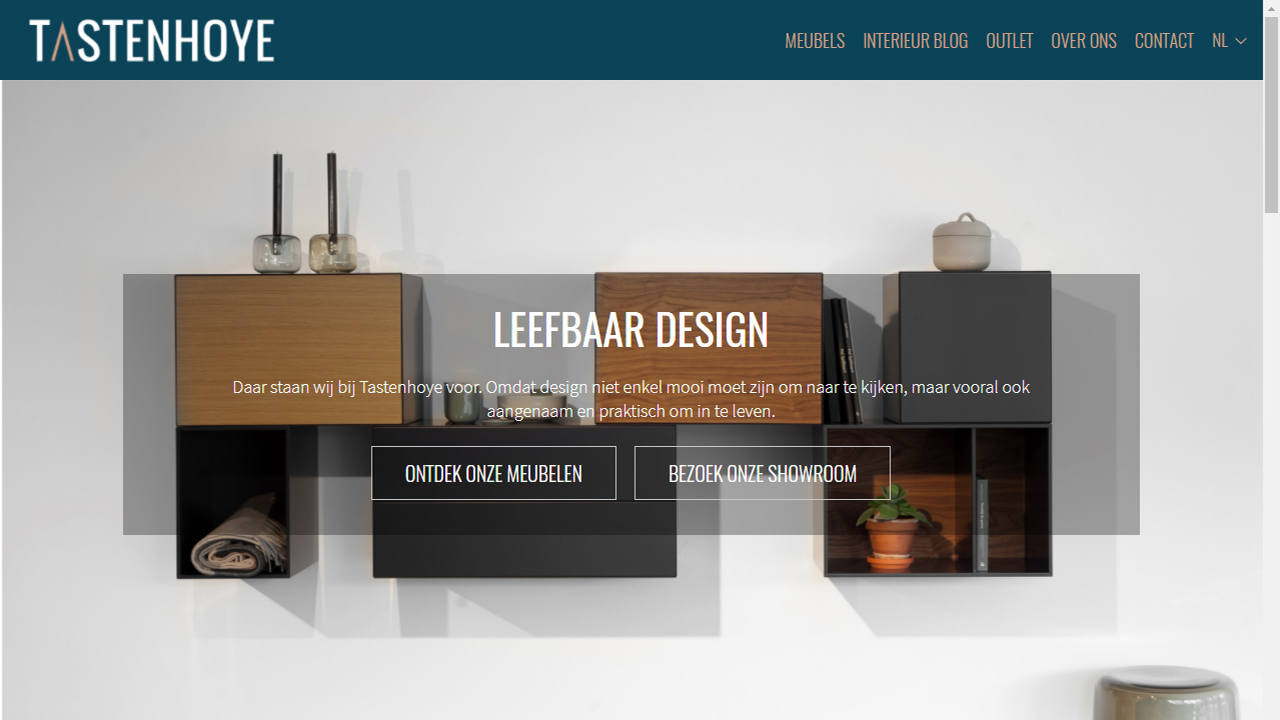 TASTENHOYE
MEUBELS INTERIEUR BLOG OUTLET OVER ONS CONTACT NL
LEEFBAAR DESIGN
Daar staan wij bij Tastenhoye voor. Omdat design niet enkel mooi moet zijn om naar te kijken, maar vooral ook
aangenaam en praktisch om in te leven.
ONTDEK ONZE MEUBELEN BEZOEK ONZE SHOWROOM